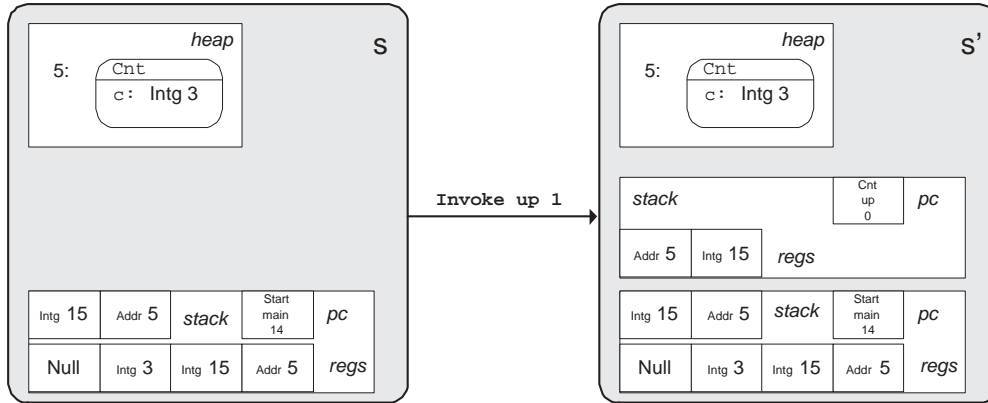 heap
S
5:
Cnt
c: Intg 3
Intg 15
Addr 5
stack
Start
main
14
pc
Null
Intg 3
Intg 15
Addr 5
regs
Invoke up 1
heap
S'
5:
Cnt
c: Intg 3
stack
Cnt
up
0
pc
Addr 5
Intg 15
regs
Intg 15
Addr 5
stack
Start
main
14
pc
Null
Intg 3
Intg 15
Addr 5
regs